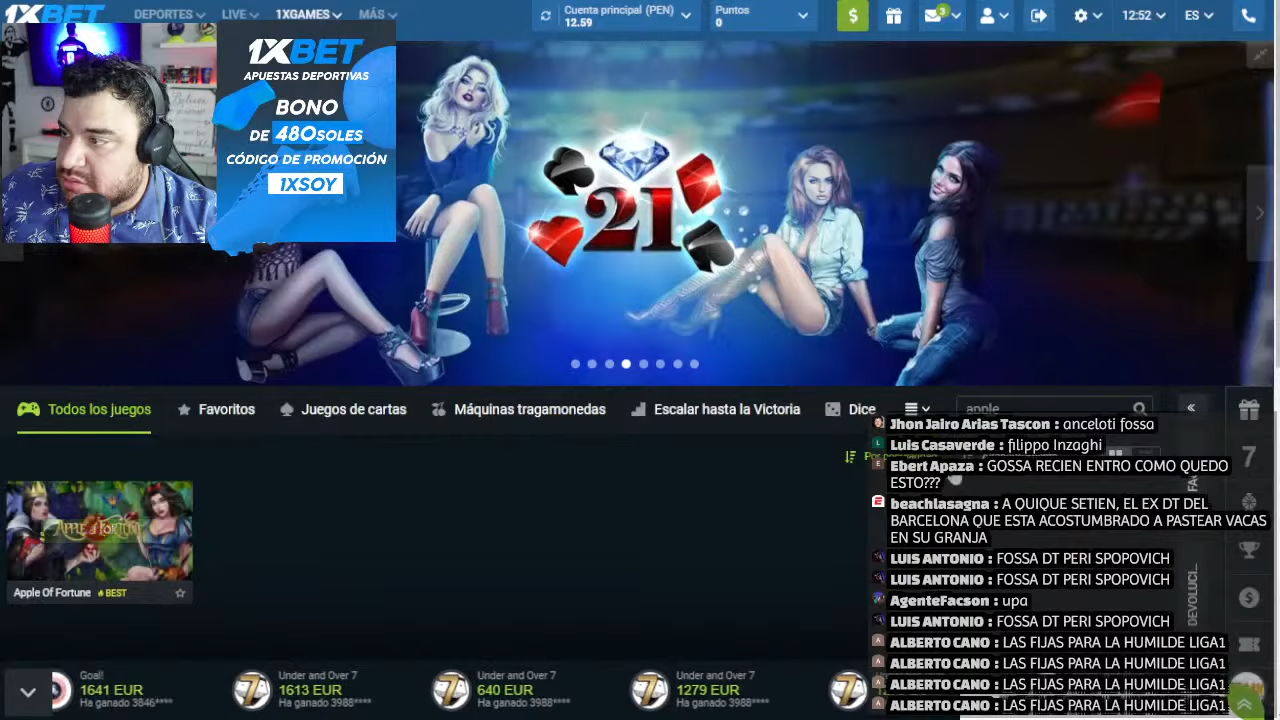 1XBET
DEPORTES
LIVE
1XGAMES
MÁS
Cuenta principal (PEN)
12.59
Puntos
0
$
3
12:52
ES
1XBET
APUESTAS DEPORTIVAS
BONO
DE 480SOLES
CÓDIGO DE PROMOCIÓN
1XSOY
21
Todos los juegos
Favoritos
Juegos de cartas
Máquinas tragamonedas
Escalar hasta la Victoria
Dice
apple
Jhon Jairo Arias Tascon : anceloti fossa
Luis Casaverde : filippo Inzaghi
Ebert Apaza : GOSSA RECIEN ENTRO COMO QUEDO
ESTO???
beachlasagna : A QUIQUE SETIEN, EL EX DT DEL
BARCELONA QUE ESTA ACOSTUMBRADO A PASTEAR VACAS
EN SU GRANJA
LUIS ANTONIO : FOSSA DT PERI SPOPOVICH
LUIS ANTONIO : FOSSA DT PERI SPOPOVICH
AgenteFacson : upa
LUIS ANTONIO : FOSSA DT PERI SPOPOVICH
ALBERTO CANO : LAS FIJAS PARA LA HUMILDE LIGA1
ALBERTO CANO : LAS FIJAS PARA LA HUMILDE LIGA1
ALBERTO CANO : LAS FIJAS PARA LA HUMILDE LIGA1
ALBERTO CANO : LAS FIJAS PARA LA HUMILDE LIGA1
7
DEVOLUCI...
APPLE OF FORTUNE
Apple Of Fortune BEST
Goal!
1641 EUR
Ha ganado 3846****
Under and Over 7
1613 EUR
Ha ganado 3988****
Under and Over 7
640 EUR
Ha ganado 3988****
Under and Over 7
1279 EUR
Ha ganado 3988****